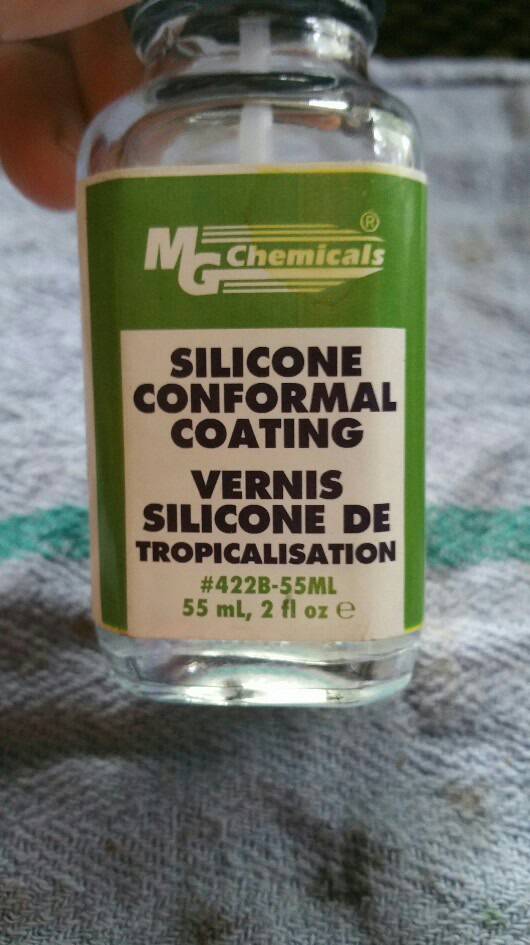 MG Chemicals ®
SILICONE
CONFORMAL
COATING
VERNIS
SILICONE DE
TROPICALISATION
#422B-55ML
55 mL, 2 fl oz ℮